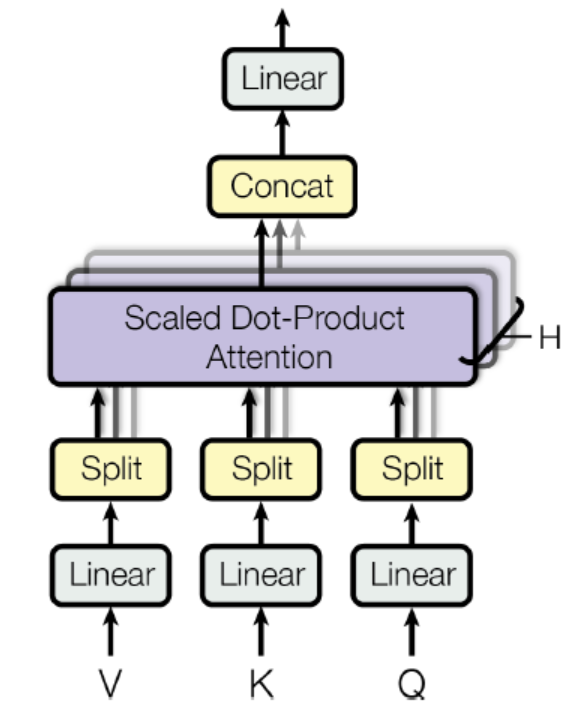 Linear
Concat
Scaled Dot-Product
Attention
H
Split Split Split
Linear Linear Linear
V K Q